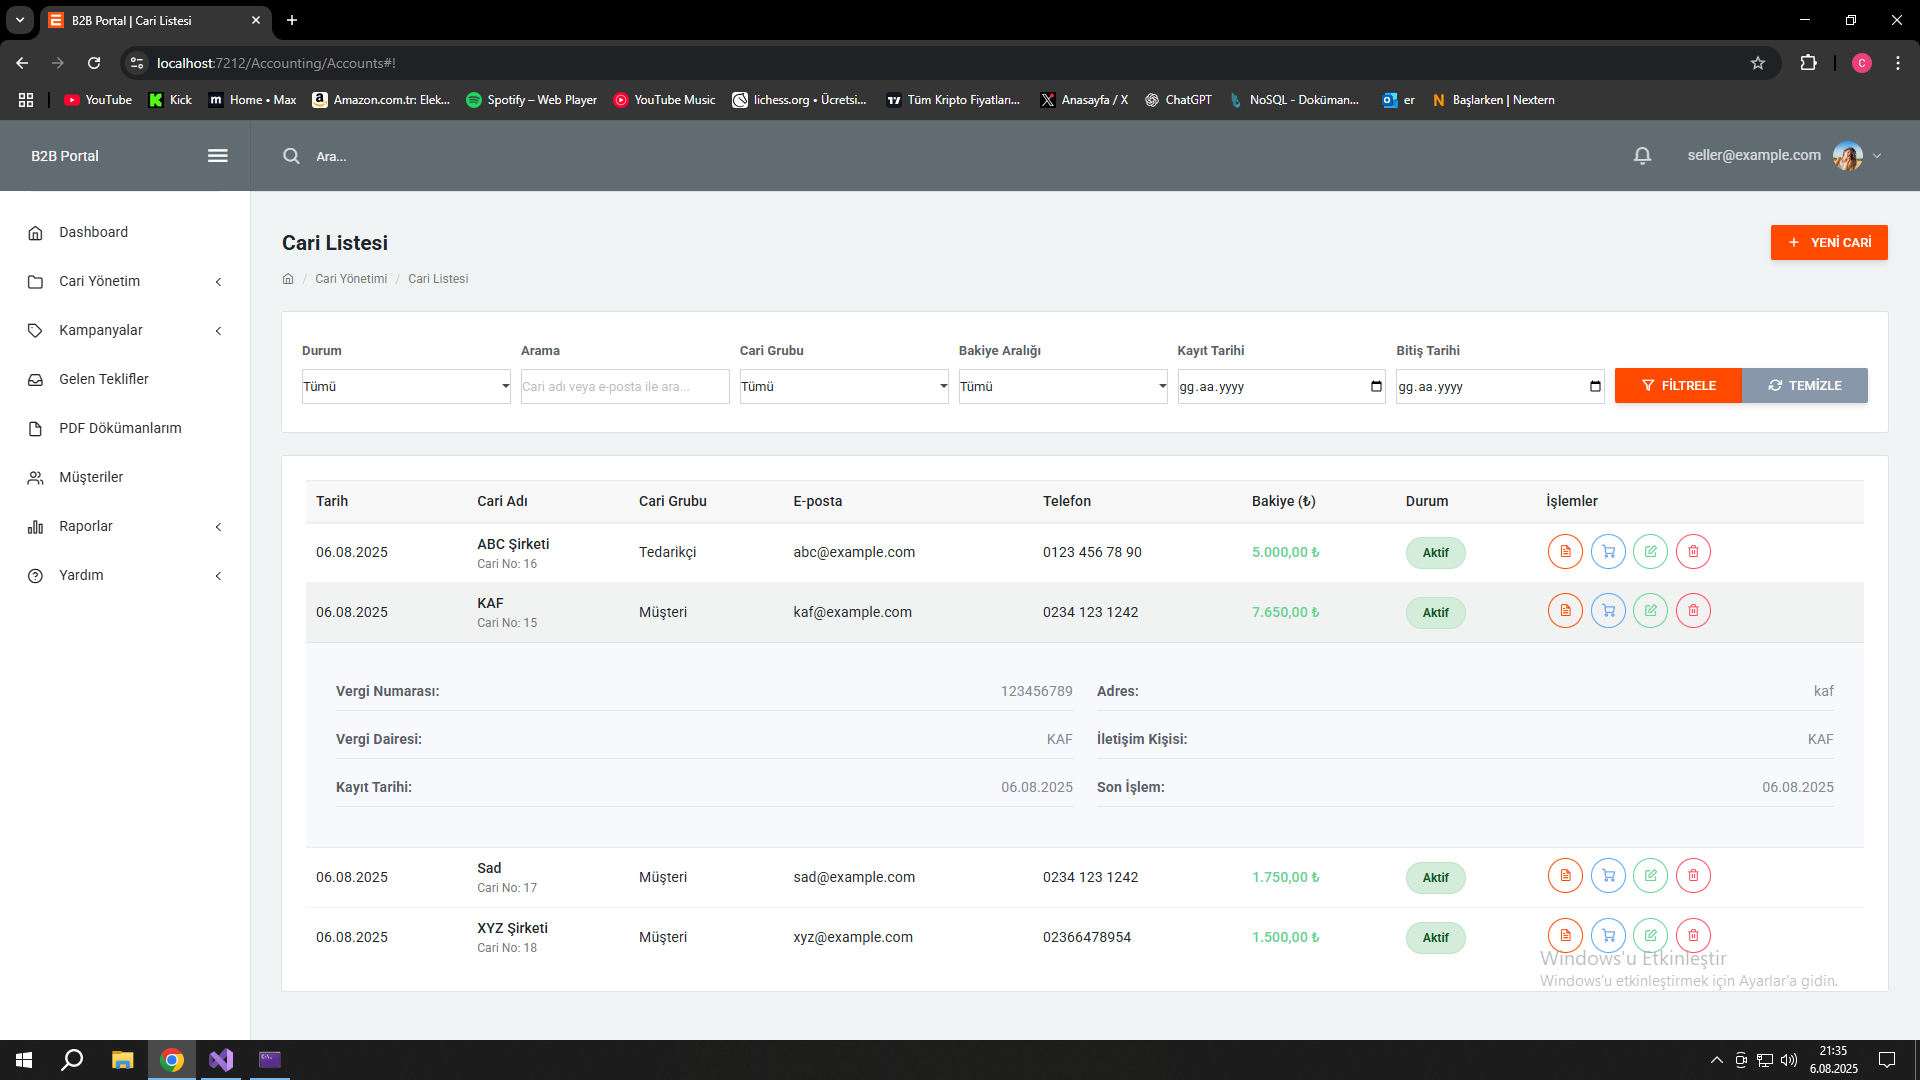 B2B Portal | Cari Listesi
localhost:7212/Accounting/Accounts#!
C
YouTube
Kick
Home • Max
Amazon.com.tr: Elek...
Spotify – Web Player
YouTube Music
lichess.org • Ücretsi...
Tüm Kripto Fiyatları...
Anasayfa / X
ChatGPT
NoSQL - Doküman...
er
Başlarken | Nextern
B2B Portal
Ara...
seller@example.com
Dashboard
Cari Yönetim
Kampanyalar
Gelen Teklifler
PDF Dökümanlarım
Müşteriler
Raporlar
Yardım
Cari Listesi
YENİ CARİ
/ Cari Yönetimi / Cari Listesi
Durum
Arama
Cari Grubu
Bakiye Aralığı
Kayıt Tarihi
Bitiş Tarihi
Tümü
Cari adı veya e-posta ile ara...
Tümü
Tümü
gg.aa.yyyy
gg.aa.yyyy
FİLTRELE
TEMİZLE
Tarih Cari Adı Cari Grubu E-posta Telefon Bakiye (₺) Durum İşlemler
06.08.2025 ABC Şirketi Tedarikçi abc@example.com 0123 456 78 90 5.000,00 ₺ Aktif
Cari No: 16
06.08.2025 KAF Müşteri kaf@example.com 0234 123 1242 7.650,00 ₺ Aktif
Cari No: 15
Vergi Numarası: 123456789 Adres: kaf
Vergi Dairesi: KAF İletişim Kişisi: KAF
Kayıt Tarihi: 06.08.2025 Son İşlem: 06.08.2025
06.08.2025 Sad Müşteri sad@example.com 0234 123 1242 1.750,00 ₺ Aktif
Cari No: 17
06.08.2025 XYZ Şirketi Müşteri xyz@example.com 02366478954 1.500,00 ₺ Aktif
Cari No: 18
Windows'u Etkinleştir
Windows'u etkinleştirmek için Ayarlar'a gidin.
21:35
6.08.2025